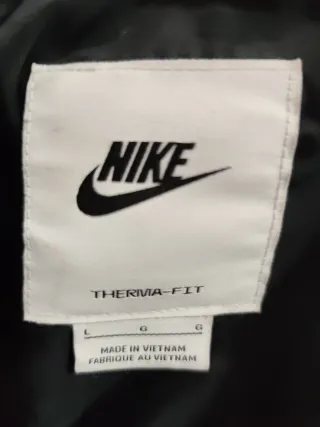 NIKE
THERMA-FIT
L G G
MADE IN VIETNAM
FABRIQUÉ AU VIETNAM